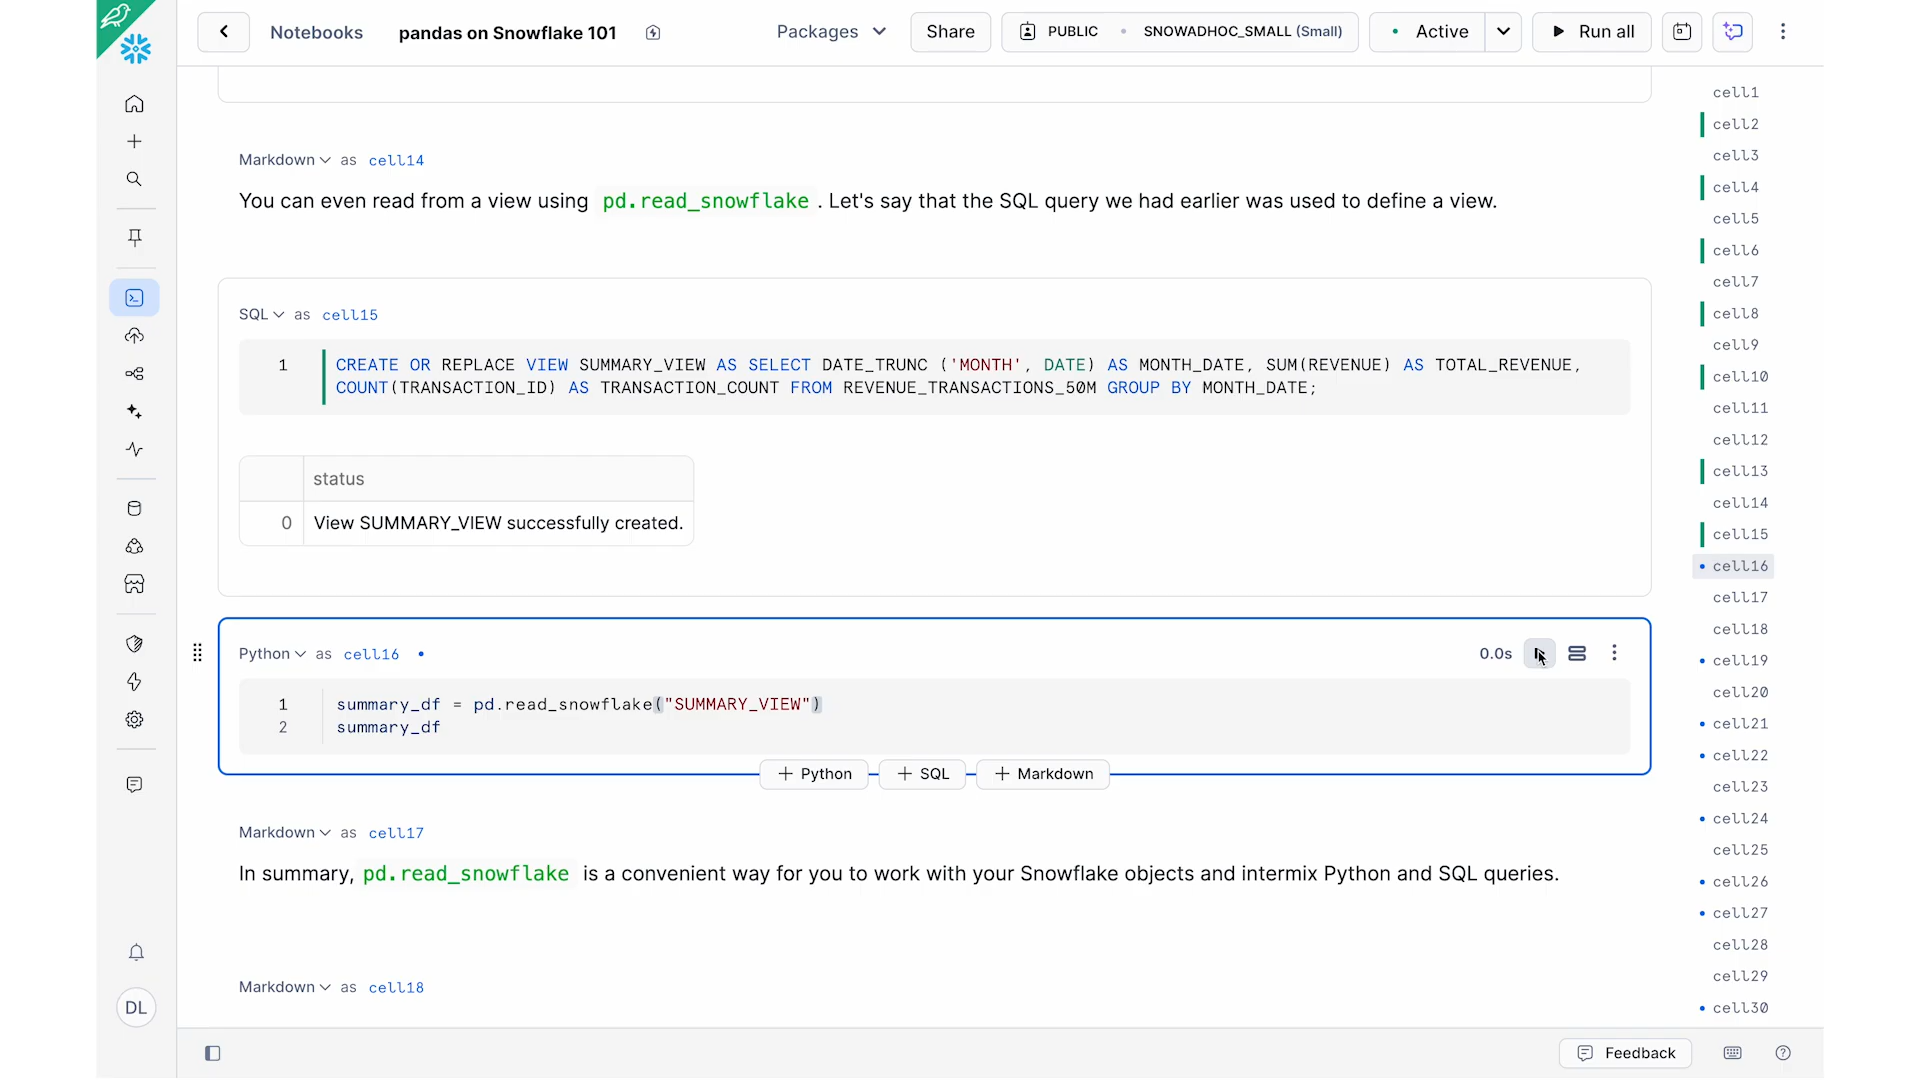 Notebooks
pandas on Snowflake 101
Packages
Share
PUBLIC • SNOWADHOC_SMALL (Small)
Active
Run all
Markdown as cell14
You can even read from a view using pd.read_snowflake . Let's say that the SQL query we had earlier was used to define a view.
SQL as cell15
1 CREATE OR REPLACE VIEW SUMMARY_VIEW AS SELECT DATE_TRUNC ('MONTH', DATE) AS MONTH_DATE, SUM(REVENUE) AS TOTAL_REVENUE,
COUNT(TRANSACTION_ID) AS TRANSACTION_COUNT FROM REVENUE_TRANSACTIONS_50M GROUP BY MONTH_DATE;
status
0 View SUMMARY_VIEW successfully created.
Python as cell16
0.0s
1 summary_df = pd.read_snowflake("SUMMARY_VIEW")
2 summary_df
+ Python
+ SQL
+ Markdown
Markdown as cell17
In summary, pd.read_snowflake is a convenient way for you to work with your Snowflake objects and intermix Python and SQL queries.
Markdown as cell18
cell1
cell2
cell3
cell4
cell5
cell6
cell7
cell8
cell9
cell10
cell11
cell12
cell13
cell14
cell15
cell16
cell17
cell18
cell19
cell20
cell21
cell22
cell23
cell24
cell25
cell26
cell27
cell28
cell29
cell30
DL
Feedback